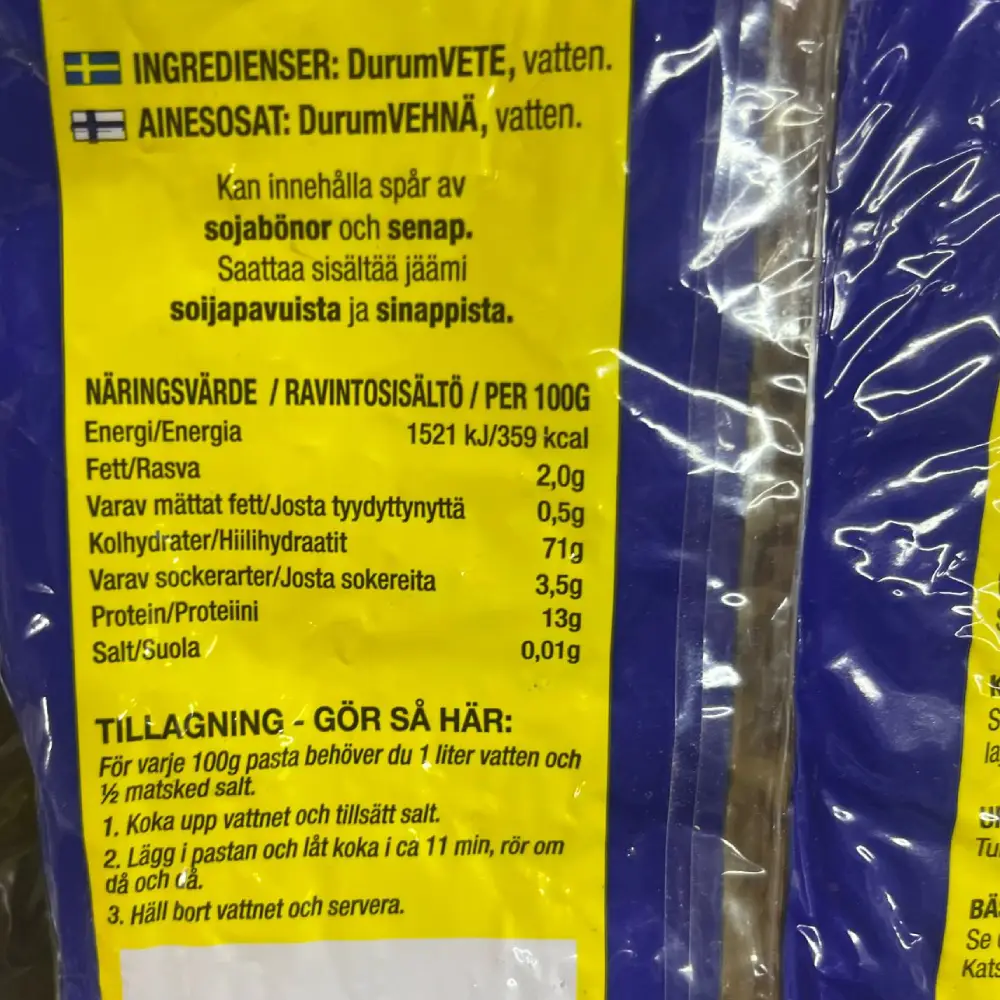 INGREDIENSER: DurumVETE, vatten.
AINESOSAT: DurumVEHNÄ, vatten.
Kan innehålla spår av
sojabönor och senap.
Saattaa sisältää jäämi
soijapavuista ja sinappista.
NÄRINGSVÄRDE / RAVINTOSISÄLTÖ / PER 100G
Energi/Energia 1521 kJ/359 kcal
Fett/Rasva 2,0g
Varav mättat fett/Josta tyydyttynyttä 0,5g
Kolhydrater/Hiilihydraatit 71g
Varav sockerarter/Josta sokereita 3,5g
Protein/Proteiini 13g
Salt/Suola 0,01g
TILLAGNING - GÖR SÅ HÄR:
För varje 100g pasta behöver du 1 liter vatten och
½ matsked salt.
1. Koka upp vattnet och tillsätt salt.
2. Lägg i pastan och låt koka i ca 11 min, rör om
då och då.
3. Häll bort vattnet och servera.
Se